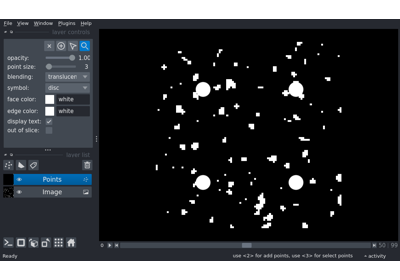 File View Window Plugins Help
layer controls
opacity: 1.00
point size: 3
blending: translucen
symbol: disc
face color: white
edge color: white
display text:
out of slice:
layer list
Points
Image
50 99
Ready use <2> for add points, use <3> for select points activity